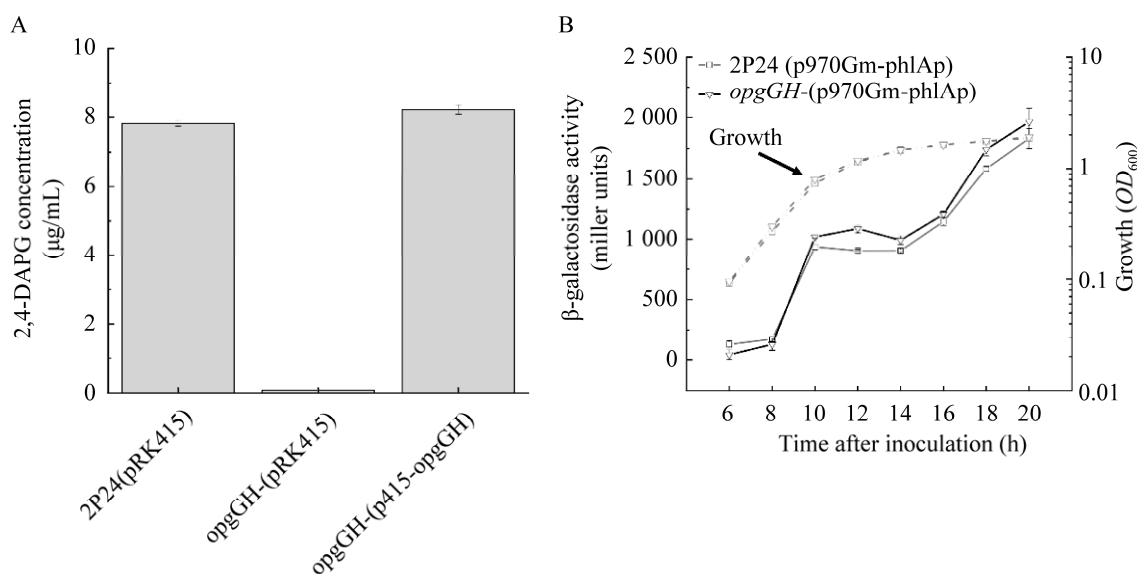 A
2,4-DAPG concentration
(μg/mL)
10
8
6
4
2
0
2P24(pRK415)
opgGH-(pRK415)
opgGH-(p415-opgGH)
B
β-galactosidase activity
(miller units)
2 500
2 000
1 500
1 000
500
0
2P24 (p970Gm-phlAp)
opgGH-(p970Gm-phlAp)
Growth
10
1
0.1
0.01
Growth (OD600)
6 8 10 12 14 16 18 20
Time after inoculation (h)